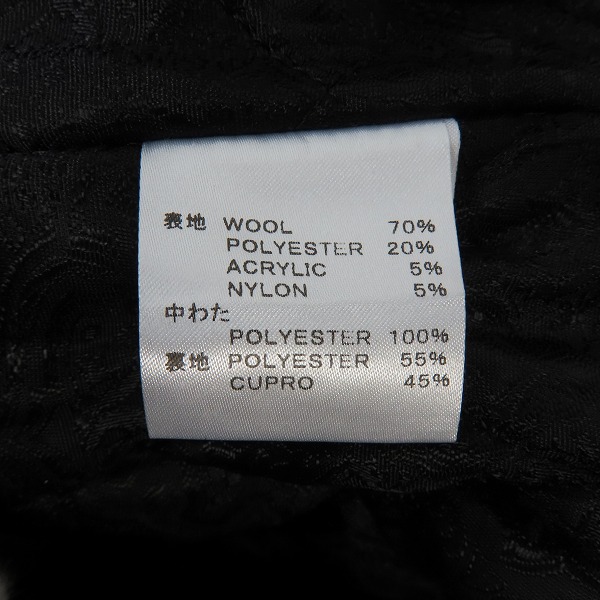 表地 WOOL 70%
POLYESTER 20%
ACRYLIC 5%
NYLON 5%
中わた
POLYESTER 100%
裏地 POLYESTER 55%
CUPRO 45%